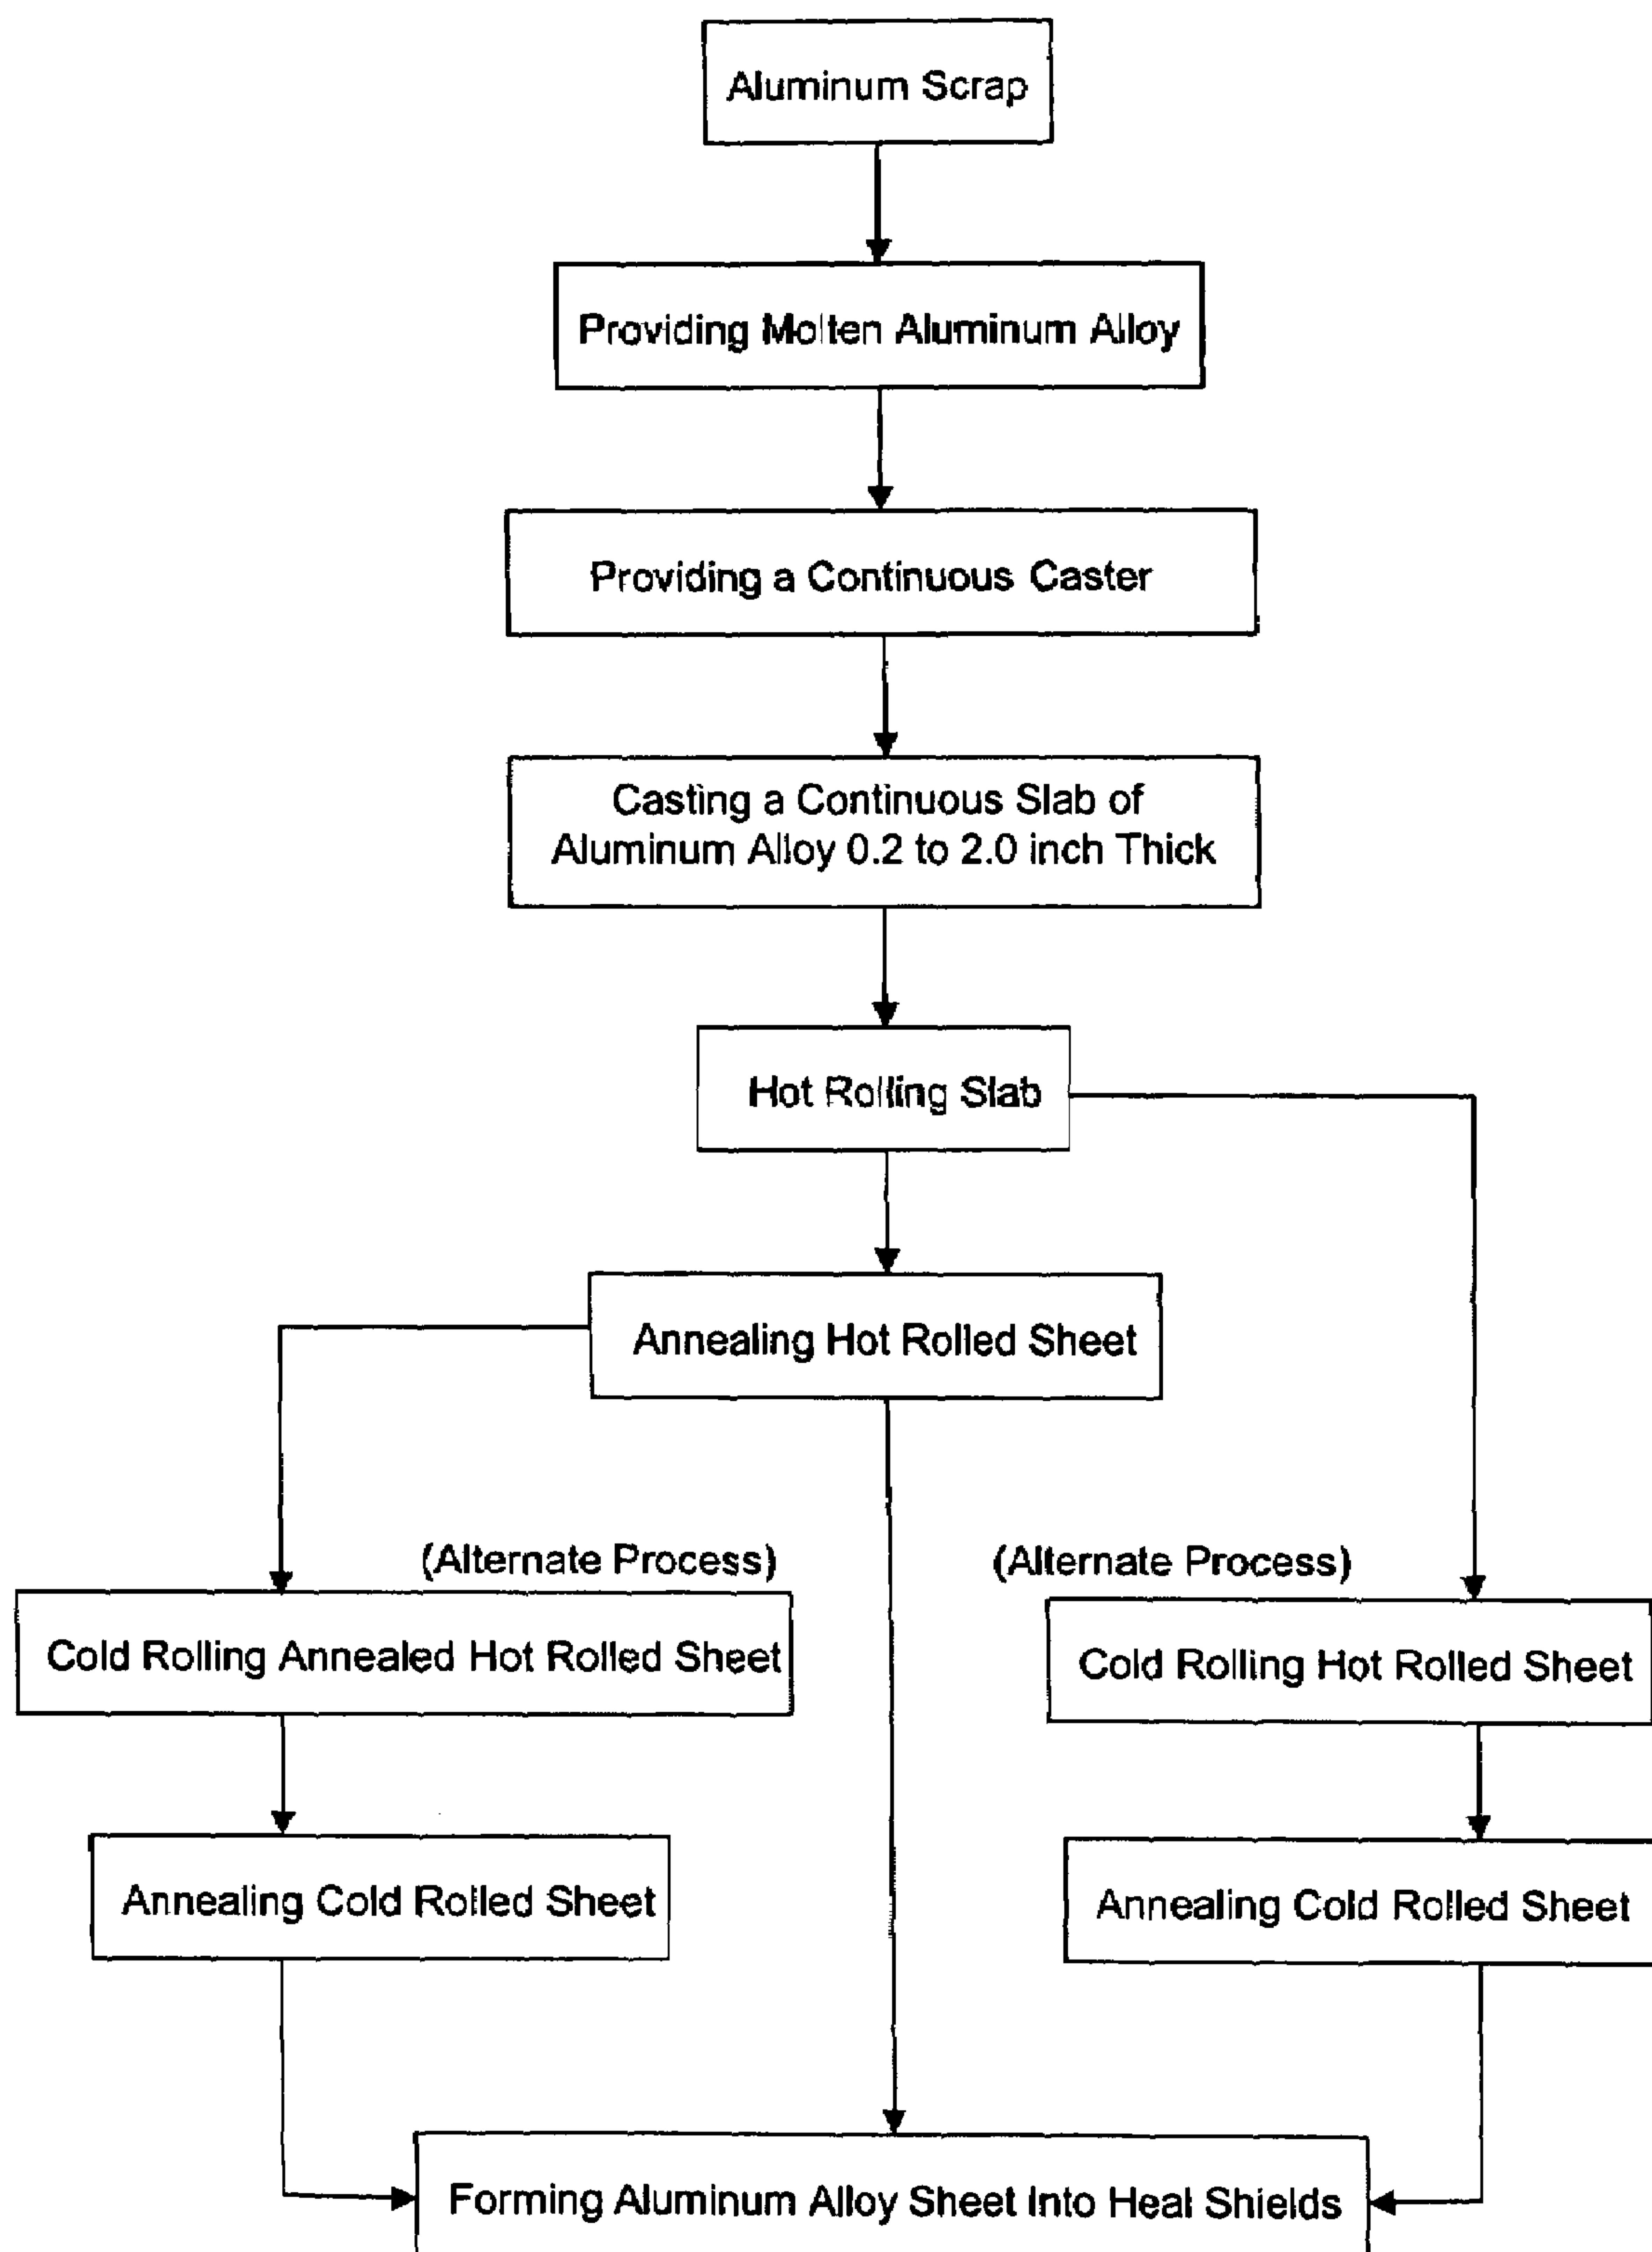 Aluminum Scrap
Providing Molten Aluminum Alloy
Providing a Continuous Caster
Casting a Continuous Slab of
Aluminum Alloy 0.2 to 2.0 inch Thick
Hot Rolling Slab
Annealing Hot Rolled Sheet
(Alternate Process)
(Alternate Process)
Cold Rolling Annealed Hot Rolled Sheet
Cold Rolling Hot Rolled Sheet
Annealing Cold Rolled Sheet
Annealing Cold Rolled Sheet
Forming Aluminum Alloy Sheet Into Heal Shields